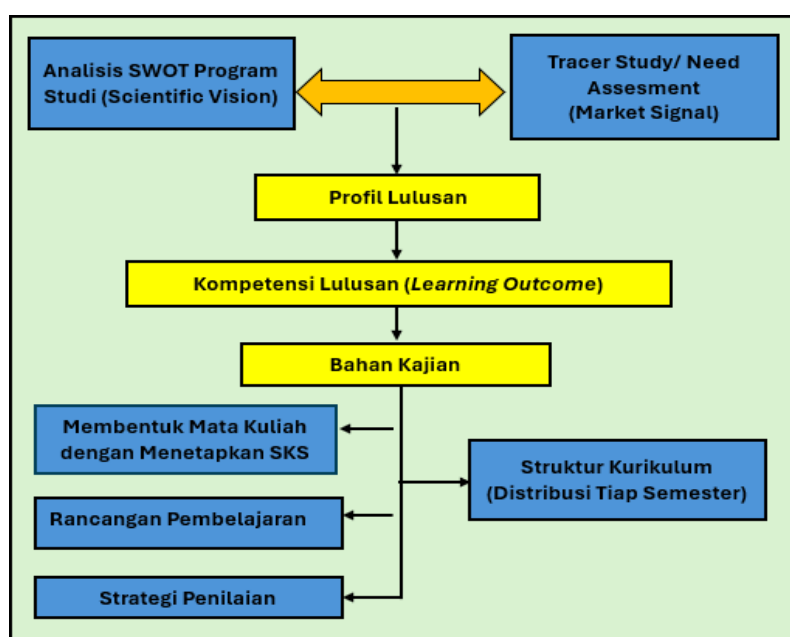 Analisis SWOT Program
Studi (Scientific Vision)
Tracer Study/ Need
Assesment
(Market Signal)
Profil Lulusan
Kompetensi Lulusan (Learning Outcome)
Bahan Kajian
Membentuk Mata Kuliah
dengan Menetapkan SKS
Struktur Kurikulum
(Distribusi Tiap Semester)
Rancangan Pembelajaran
Strategi Penilaian